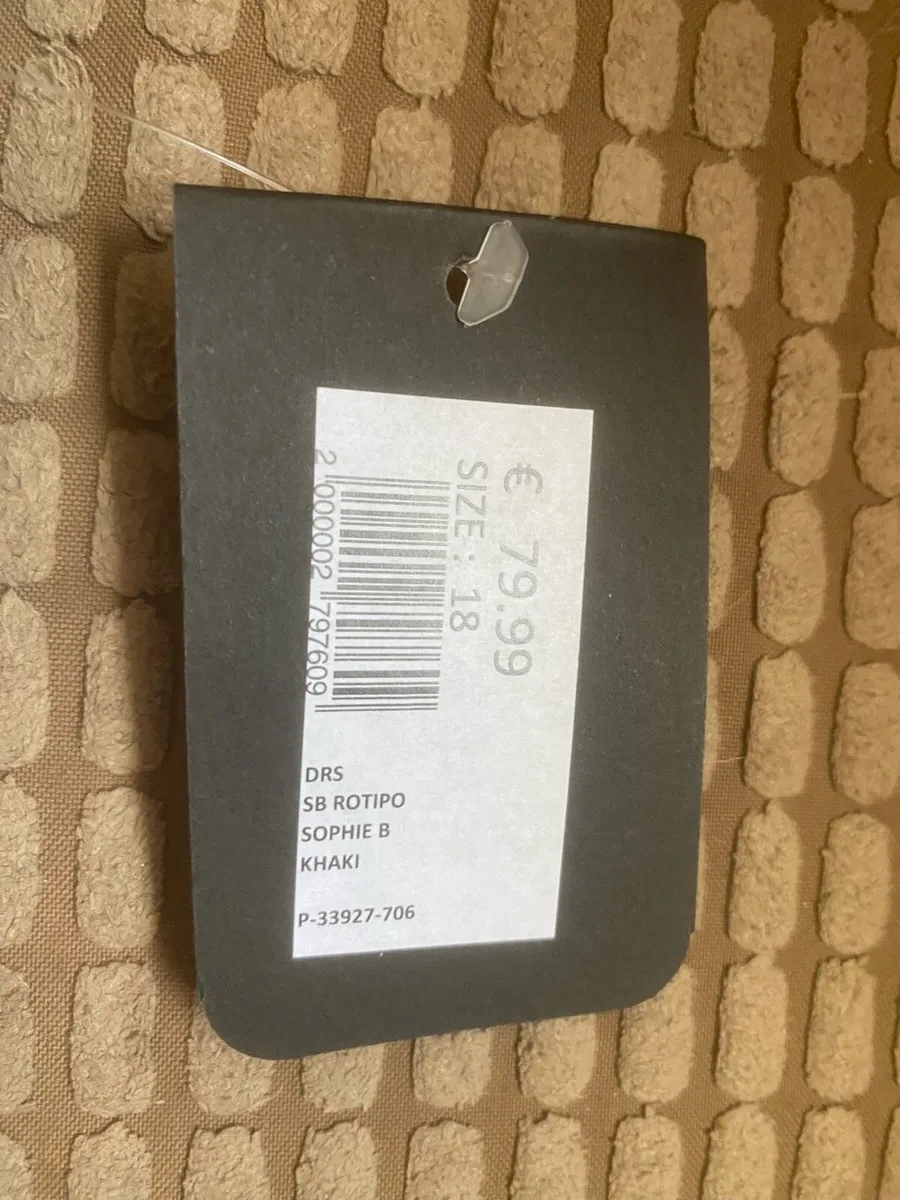 € 79.99
SIZE : 18
2 000002 797609
DRS
SB ROTIPO
SOPHIE B
KHAKI
P-33927-706